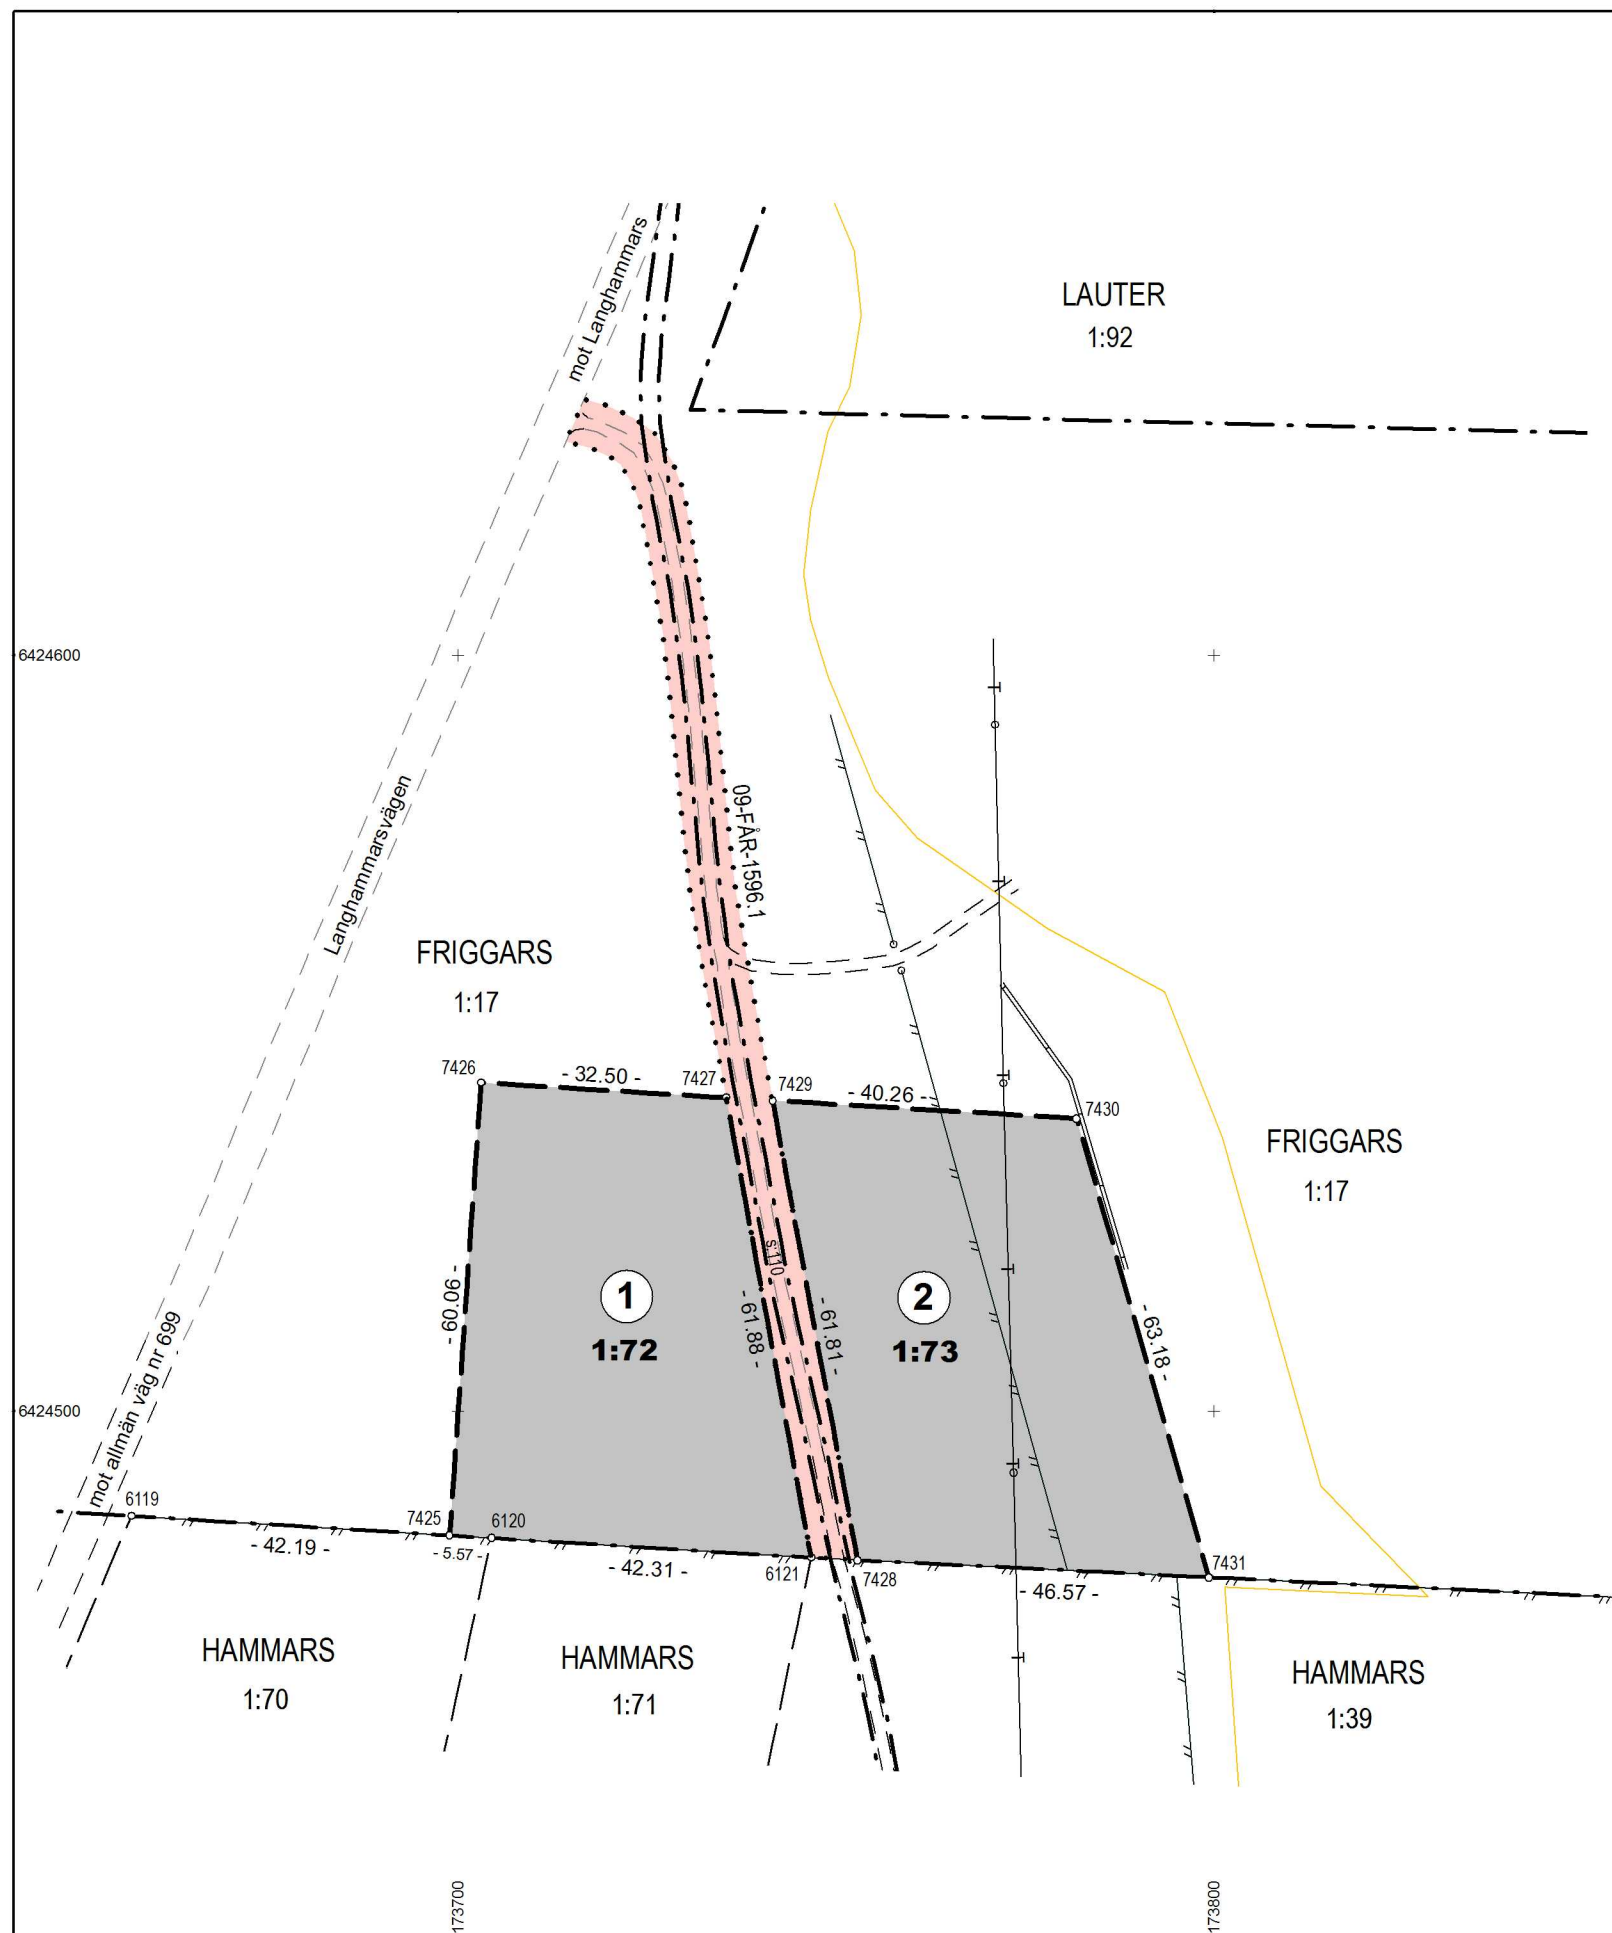 mot Langhammars
LAUTER
1:92
6424600
Langhammarsvägen
09-FÅR-1596.1
FRIGGARS
1:17
7426
- 32.50 -
7427
7429
- 40.26 -
7430
FRIGGARS
1:17
s:110
- 60.06 -
1
1:72
- 61.88 -
- 61.81 -
2
1:73
- 63.18 -
mot allmän väg nr 699
6424500
6119
7425
6120
- 42.19 -
- 5.57 -
- 42.31 -
6121
7428
- 46.57 -
7431
HAMMARS
1:70
HAMMARS
1:71
HAMMARS
1:39
173700
173800